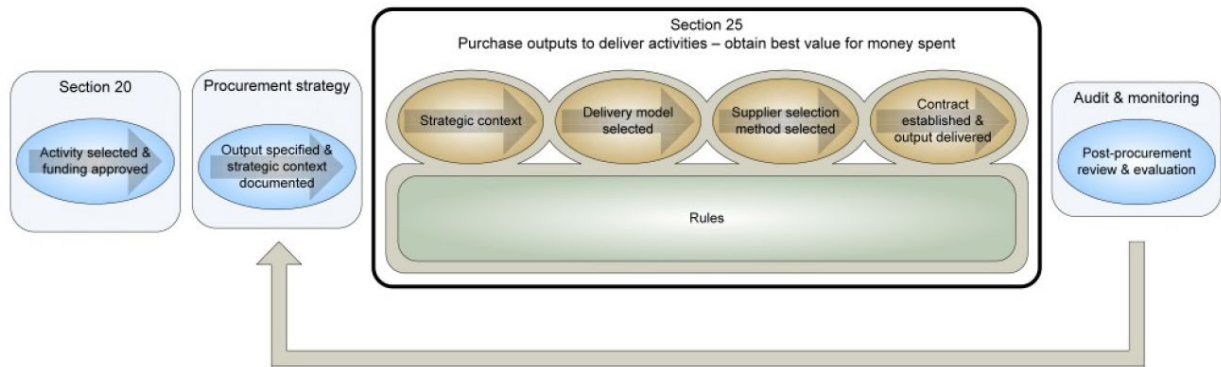 Section 20
Activity selected &
funding approved
Procurement strategy
Output specified &
strategic context
documented
Section 25
Purchase outputs to deliver activities – obtain best value for money spent
Strategic context
Delivery model
selected
Supplier selection
method selected
Contract
established &
output delivered
Rules
Audit & monitoring
Post-procurement
review & evaluation